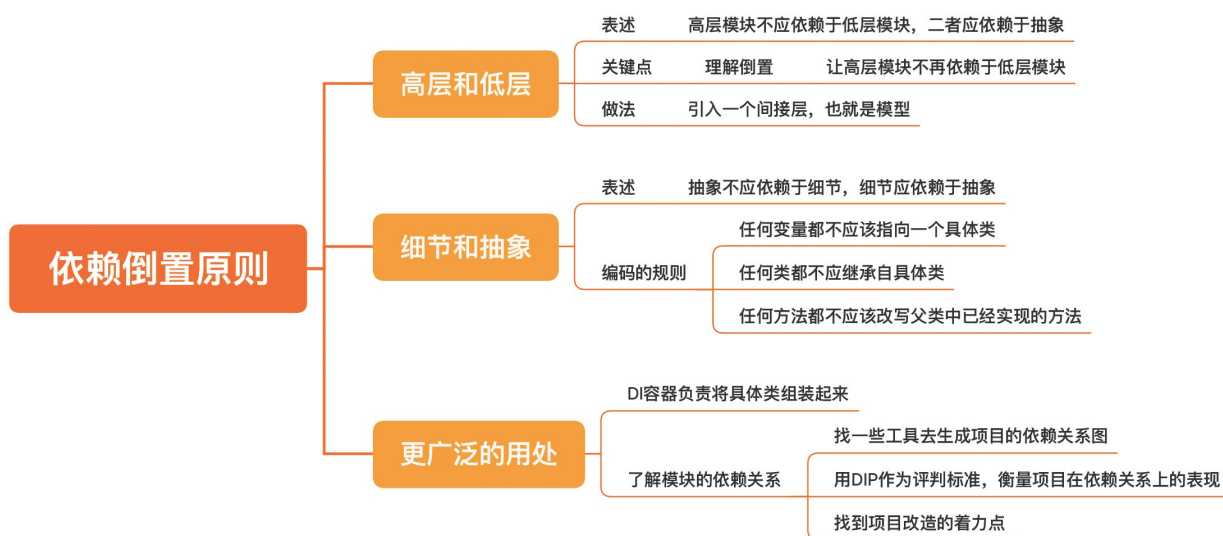 依赖倒置原则
高层和低层
表述 高层模块不应依赖于低层模块，二者应依赖于抽象
关键点 理解倒置 让高层模块不再依赖于低层模块
做法 引入一个间接层，也就是模型
细节和抽象
表述 抽象不应依赖于细节，细节应依赖于抽象
编码的规则
任何变量都不应该指向一个具体类
任何类都不应继承自具体类
任何方法都不应该改写父类中已经实现的方法
更广泛的用处
DI容器负责将具体类组装起来
了解模块的依赖关系
找一些工具去生成项目的依赖关系图
用DIP作为评判标准，衡量项目在依赖关系上的表现
找到项目改造的着力点